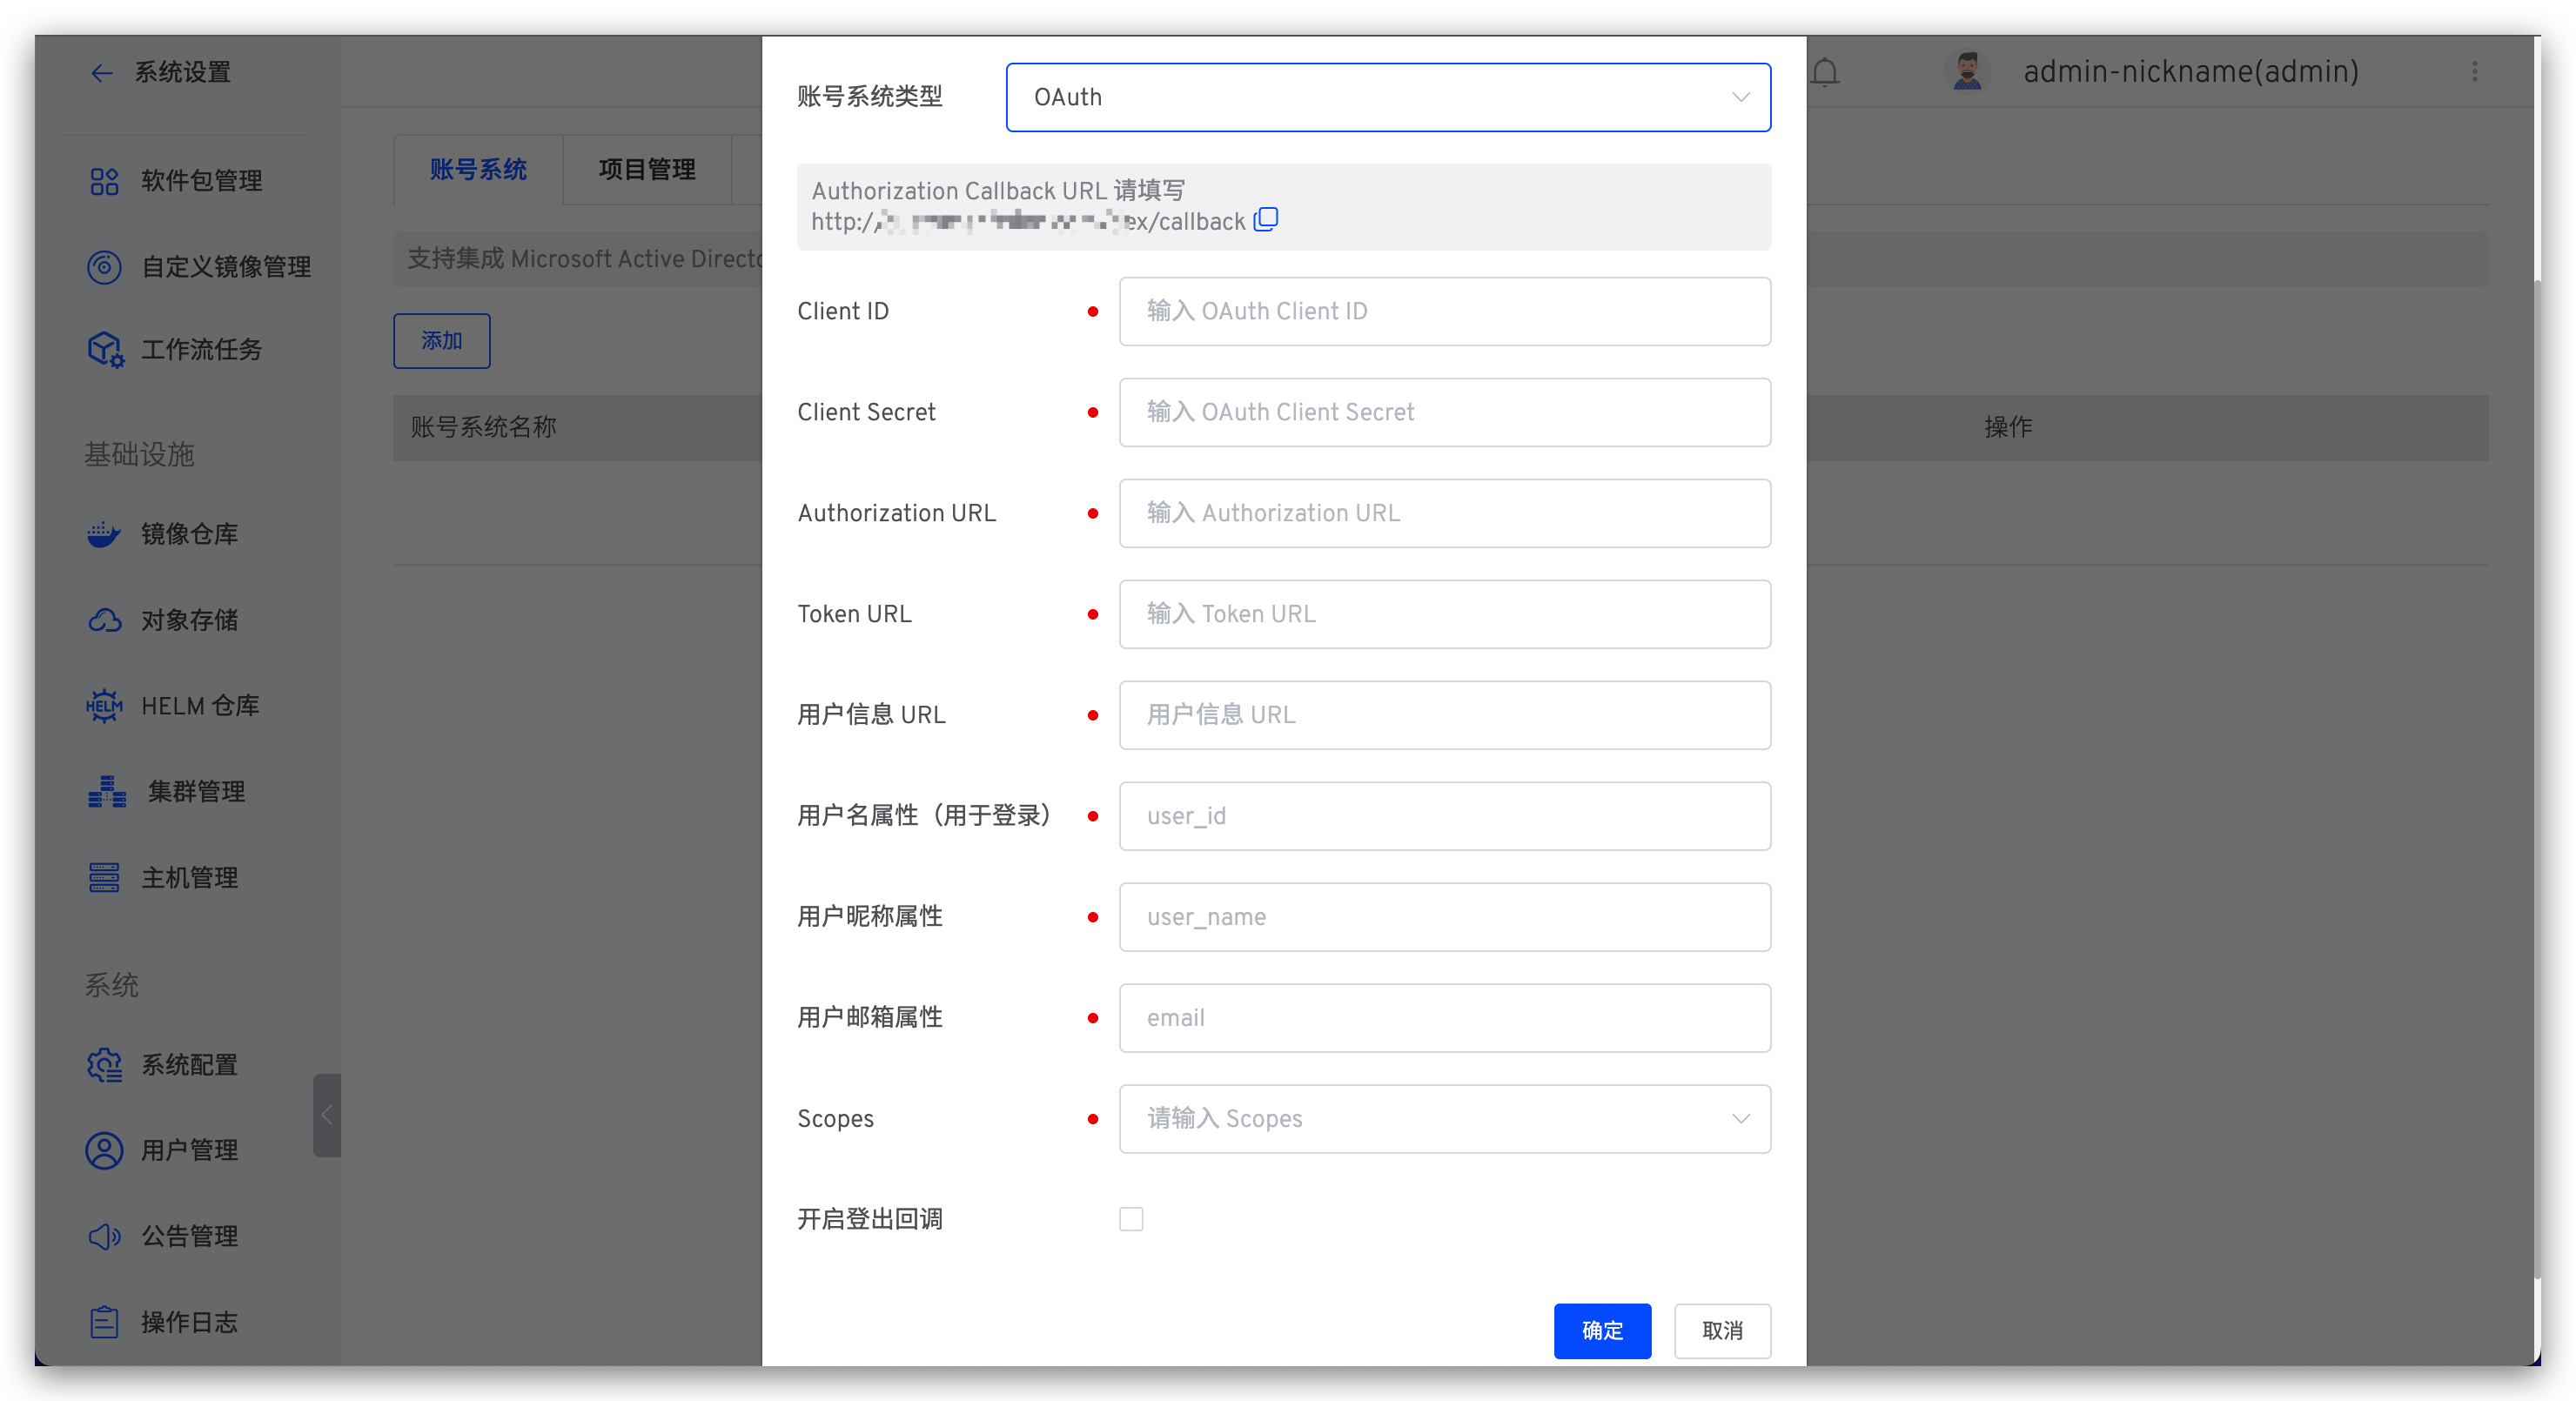 系统设置
软件包管理
自定义镜像管理
工作流任务
基础设施
镜像仓库
对象存储
HELM
HELM 仓库
集群管理
主机管理
系统
系统配置
用户管理
公告管理
操作日志
admin-nickname(admin)
账号系统
项目管理
支持集成 Microsoft Active
添加
账号系统名称
操作
账号系统类型
OAuth
Authorization Callback URL 请填写
http:/ ex/callback
Client ID
输入 OAuth Client ID
Client Secret
输入 OAuth Client Secret
Authorization URL
输入 Authorization URL
Token URL
输入 Token URL
用户信息 URL
用户信息 URL
用户名属性（用于登录）
user_id
用户昵称属性
user_name
用户邮箱属性
email
Scopes
请输入 Scopes
开启登出回调
确定
取消